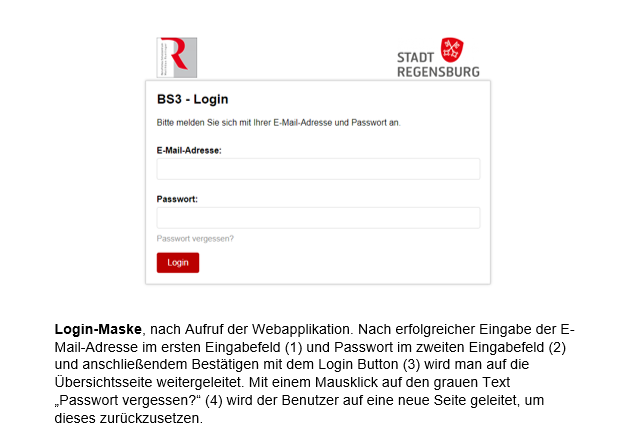 STADT
REGENSBURG
BS3 - Login
Bitte melden Sie sich mit Ihrer E-Mail-Adresse und Passwort an.
E-Mail-Adresse:
Passwort:
Passwort vergessen?
Login
Login-Maske, nach Aufruf der Webapplikation. Nach erfolgreicher Eingabe der E-
Mail-Adresse im ersten Eingabefeld (1) und Passwort im zweiten Eingabefeld (2)
und anschließendem Bestätigen mit dem Login Button (3) wird man auf die
Übersichtsseite weitergeleitet. Mit einem Mausklick auf den grauen Text
„Passwort vergessen?“ (4) wird der Benutzer auf eine neue Seite geleitet, um
dieses zurückzusetzen.